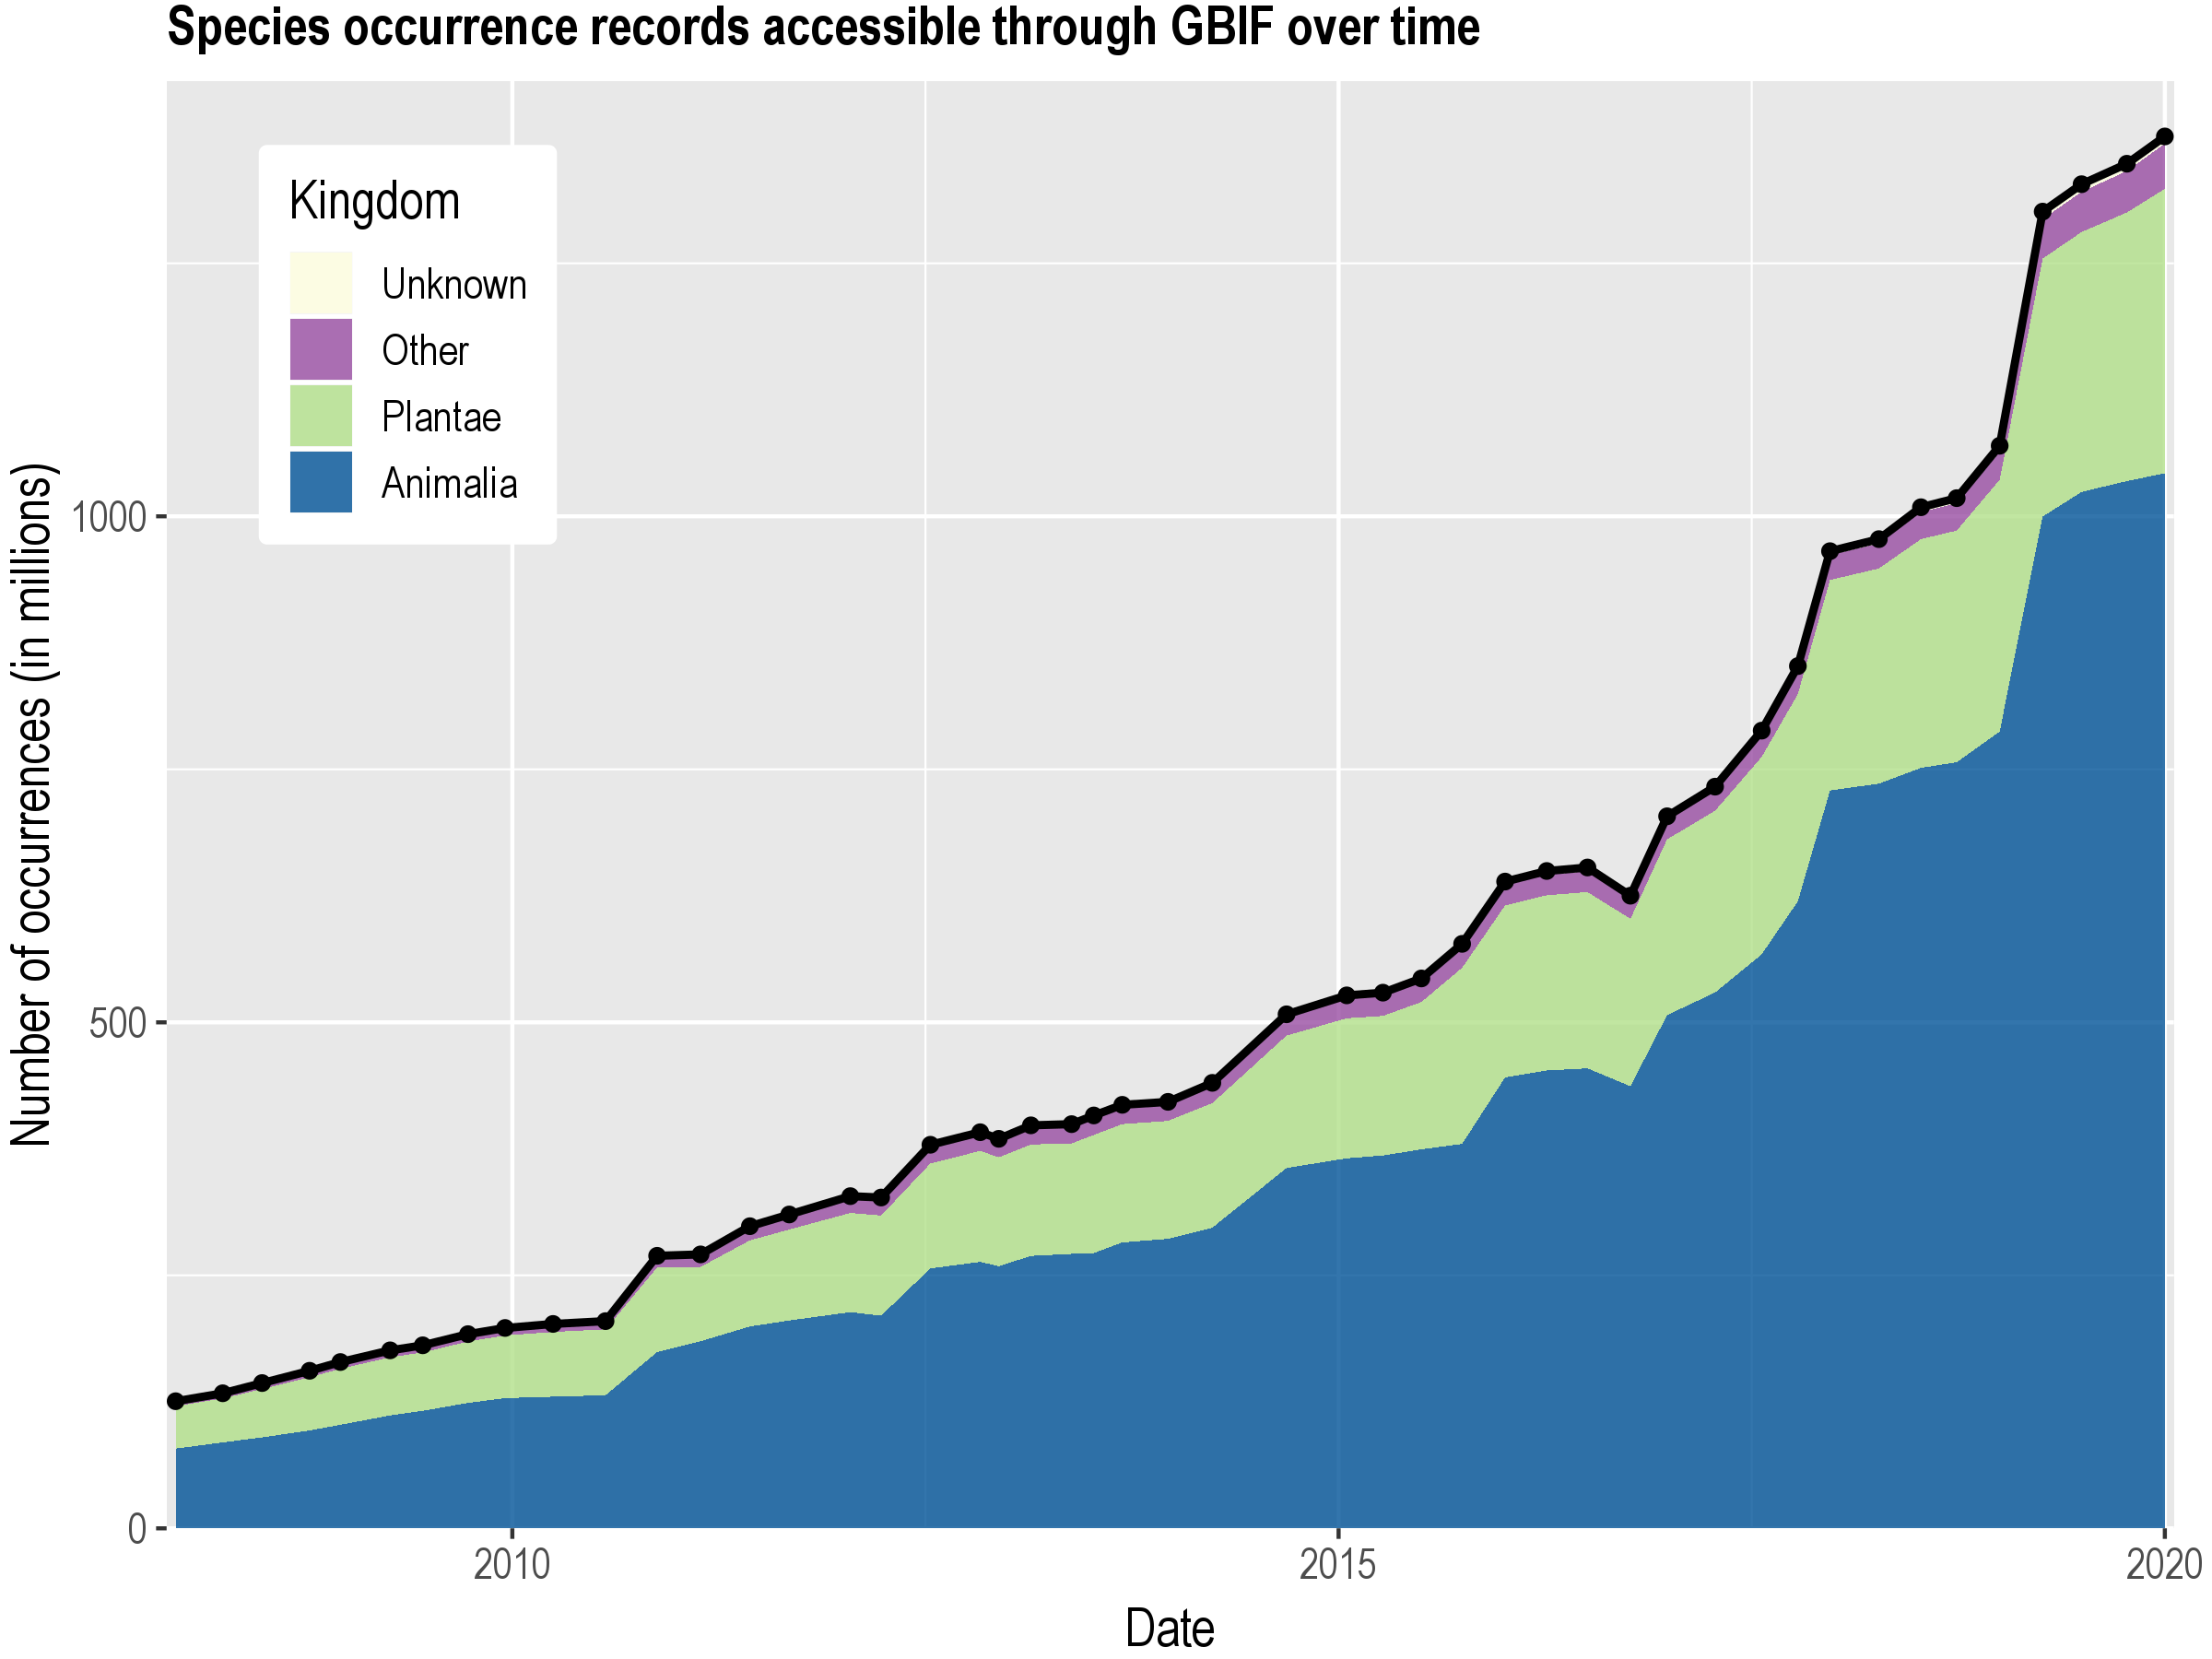 Species occurrence records accessible through GBIF over time
Kingdom
Unknown
Other
Plantae
Animalia
Number of occurrences (in millions)
1000
500
0
2010
2015
2020
Date